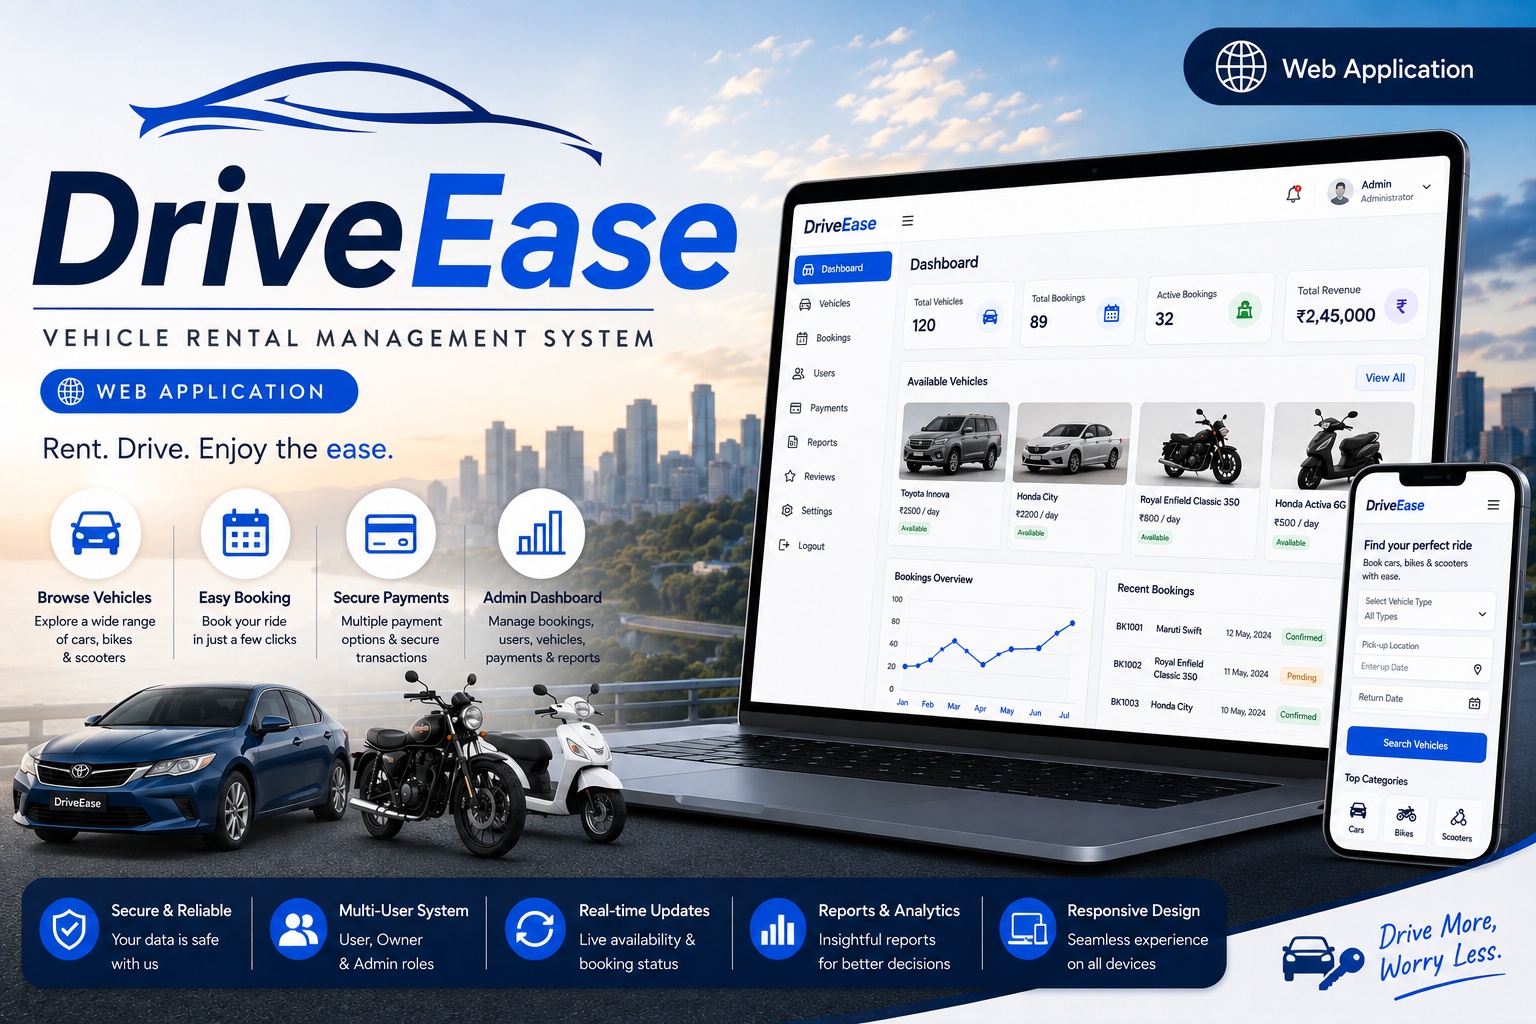 Web Application
DriveEase
VEHICLE RENTAL MANAGEMENT SYSTEM
WEB APPLICATION
Rent. Drive. Enjoy the ease.
Browse Vehicles
Explore a wide range
of cars, bikes
& scooters
Easy Booking
Book your ride
in just a few clicks
Secure Payments
Multiple payment
options & secure
transactions
Admin Dashboard
Manage bookings,
users, vehicles,
payments & reports
DriveEase
DriveEase
Admin
Administrator
Dashboard
Vehicles
Bookings
Users
Payments
Reports
Reviews
Settings
Logout
Dashboard
Total Vehicles
120
Total Bookings
89
Active Bookings
32
Total Revenue
₹2,45,000
Available Vehicles
View All
Toyota Innova
₹2500 / day
Available
Honda City
₹2200 / day
Available
Royal Enfield Classic 350
₹800 / day
Available
Honda Activa 6G
₹500 / day
Available
Bookings Overview
100
80
40
20
0
Jan Feb Mar Apr May Jun Jul
Recent Bookings
BK1001 Maruti Swift 12 May, 2024 Confirmed
BK1002 Royal Enfield Classic 350 11 May, 2024 Pending
BK1003 Honda City 10 May, 2024 Confirmed
DriveEase
Find your perfect ride
Book cars, bikes & scooters
with ease.
Select Vehicle Type
All Types
Pick-up Location
Enterup Date
Return Date
Search Vehicles
Top Categories
Cars
Bikes
Scooters
Secure & Reliable
Your data is safe
with us
Multi-User System
User, Owner
& Admin roles
Real-time Updates
Live availability &
booking status
Reports & Analytics
Insightful reports
for better decisions
Responsive Design
Seamless experience
on all devices
Drive More,
Worry Less.